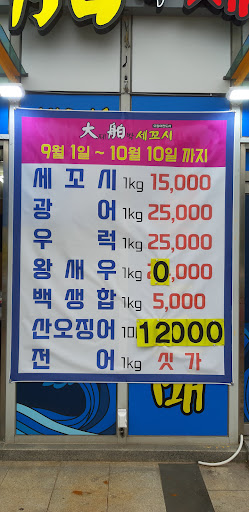 大船세꼬시
9월 1일 ~ 10월 10일 까지
세꼬시 1kg 15,000
광어 1kg 25,000
우럭 1kg 25,000
왕새우 1kg 20,000
백생합 1kg 5,000
산오징어 1마 12000
전어 1kg 싯가